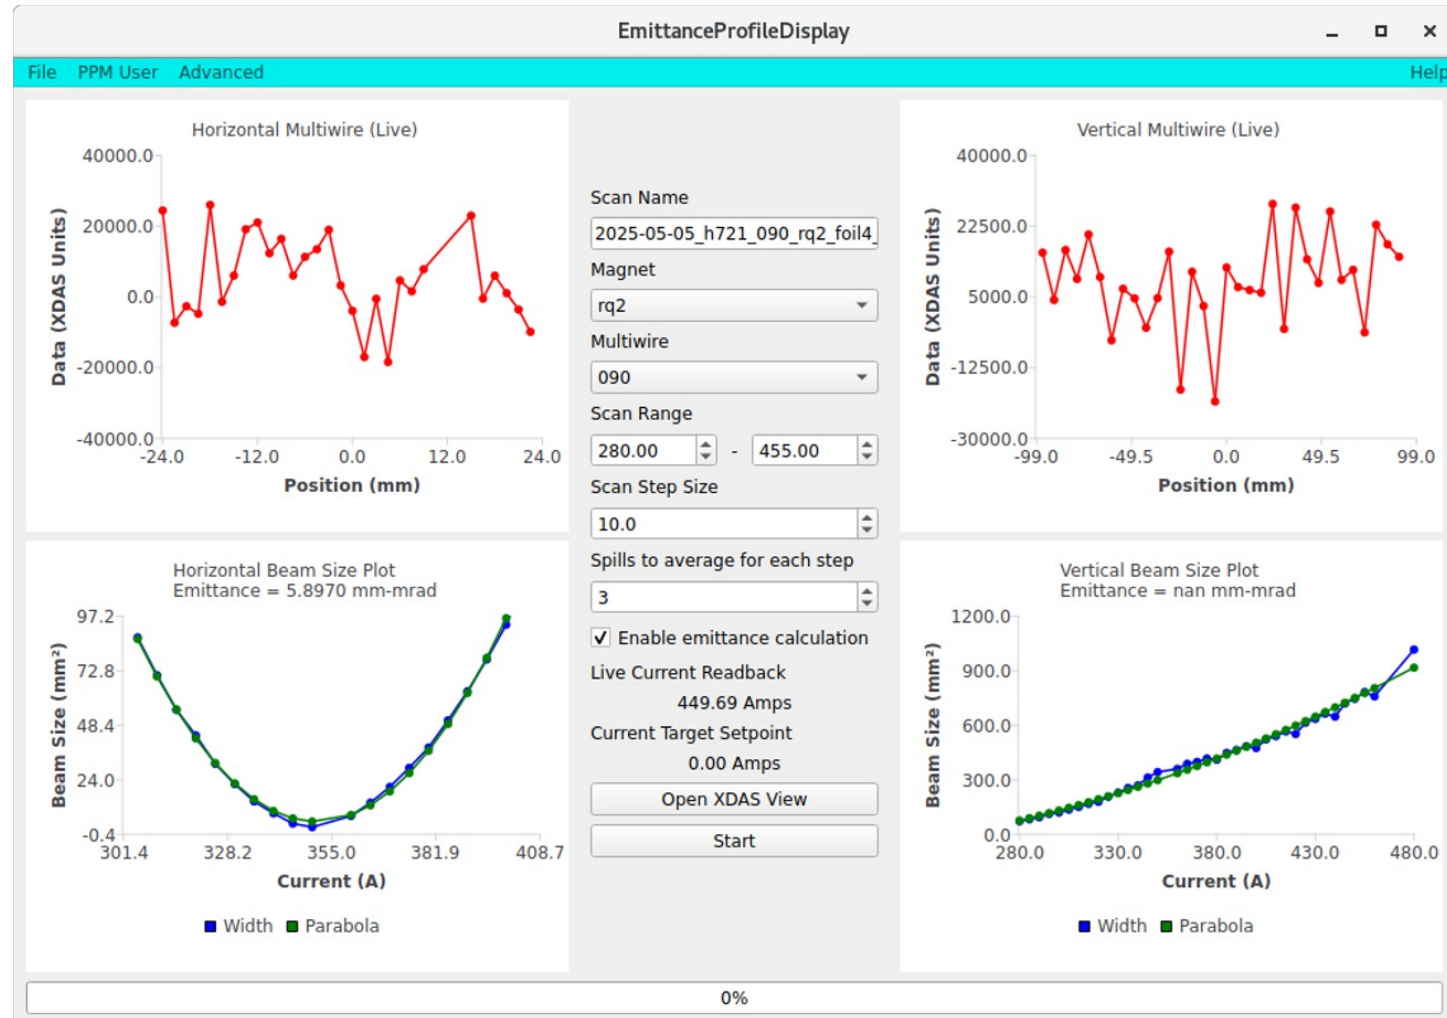 EmittanceProfileDisplay
File PPM User Advanced Help
Horizontal Multiwire (Live)
40000.0
20000.0
0.0
-20000.0
-40000.0
Data (XDAS Units)
-24.0 -12.0 0.0 12.0 24.0
Position (mm)
Horizontal Beam Size Plot
Emittance = 5.8970 mm-mrad
97.2
72.8
48.4
24.0
-0.4
Beam Size (mm²)
301.4 328.2 355.0 381.9 408.7
Current (A)
Width Parabola
Scan Name
2025-05-05_h721_090_rq2_foil4_
Magnet
rq2
Multiwire
090
Scan Range
280.00 - 455.00
Scan Step Size
10.0
Spills to average for each step
3
Enable emittance calculation
Live Current Readback
449.69 Amps
Current Target Setpoint
0.00 Amps
Open XDAS View
Start
Vertical Multiwire (Live)
40000.0
22500.0
5000.0
-12500.0
-30000.0
Data (XDAS Units)
-99.0 -49.5 0.0 49.5 99.0
Position (mm)
Vertical Beam Size Plot
Emittance = nan mm-mrad
1200.0
900.0
600.0
300.0
0.0
Beam Size (mm²)
280.0 330.0 380.0 430.0 480.0
Current (A)
Width Parabola
0%